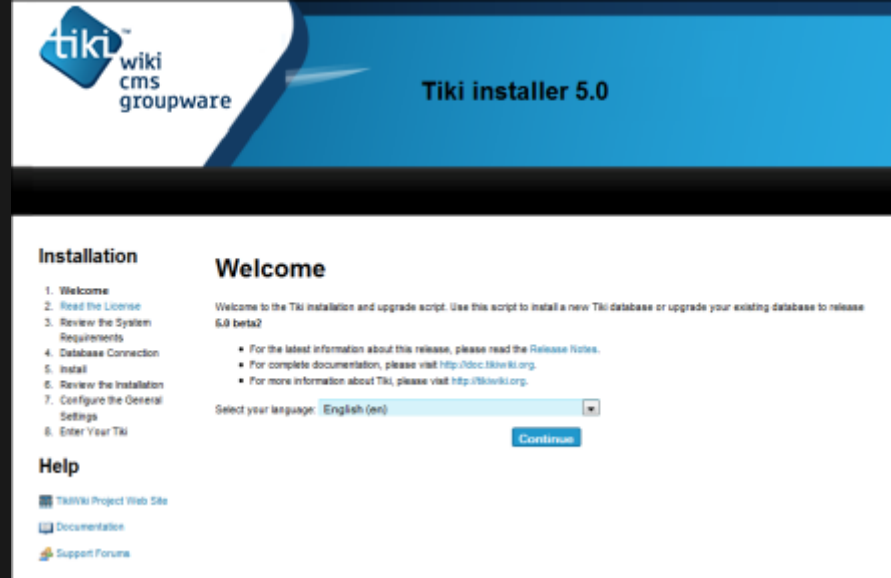 tiki™
wiki
cms
groupware
Tiki installer 5.0
Installation
1. Welcome
2. Read the License
3. Review the System
Requirements
4. Database Connection
5. Install
6. Review the Installation
7. Configure the General
Settings
8. Enter Your Tiki
Help
TikiWiki Project Web Site
Documentation
Support Forums
Welcome
Welcome to the Tiki installation and upgrade script. Use this script to install a new Tiki database or upgrade your existing database to release
5.0 beta2
• For the latest information about this release, please read the Release Notes.
• For complete documentation, please visit http://doc.tikiwiki.org.
• For more information about Tiki, please visit http://tikiwiki.org.
Select your language: English (en)
Continue